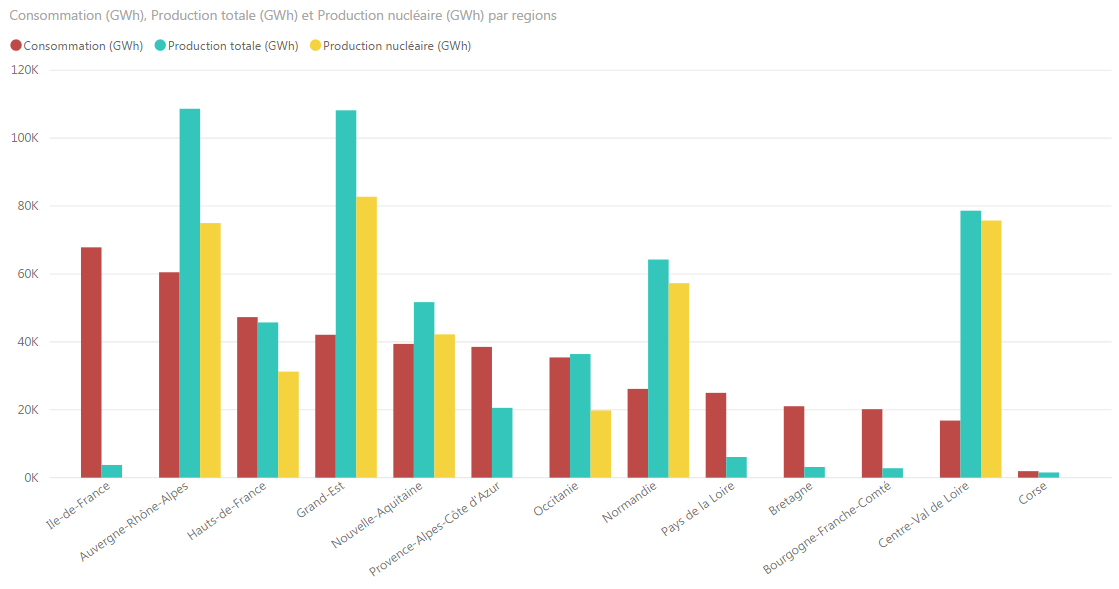 Consommation (GWh), Production totale (GWh) et Production nucléaire (GWh) par regions
Consommation (GWh) Production totale (GWh) Production nucléaire (GWh)
120K
100K
80K
60K
40K
20K
0K
Ile-de-France
Auvergne-Rhône-Alpes
Hauts-de-France
Grand-Est
Nouvelle-Aquitaine
Provence-Alpes-Côte d'Azur
Occitanie
Normandie
Pays de la Loire
Bretagne
Bourgogne-Franche-Comté
Centre-Val de Loire
Corse